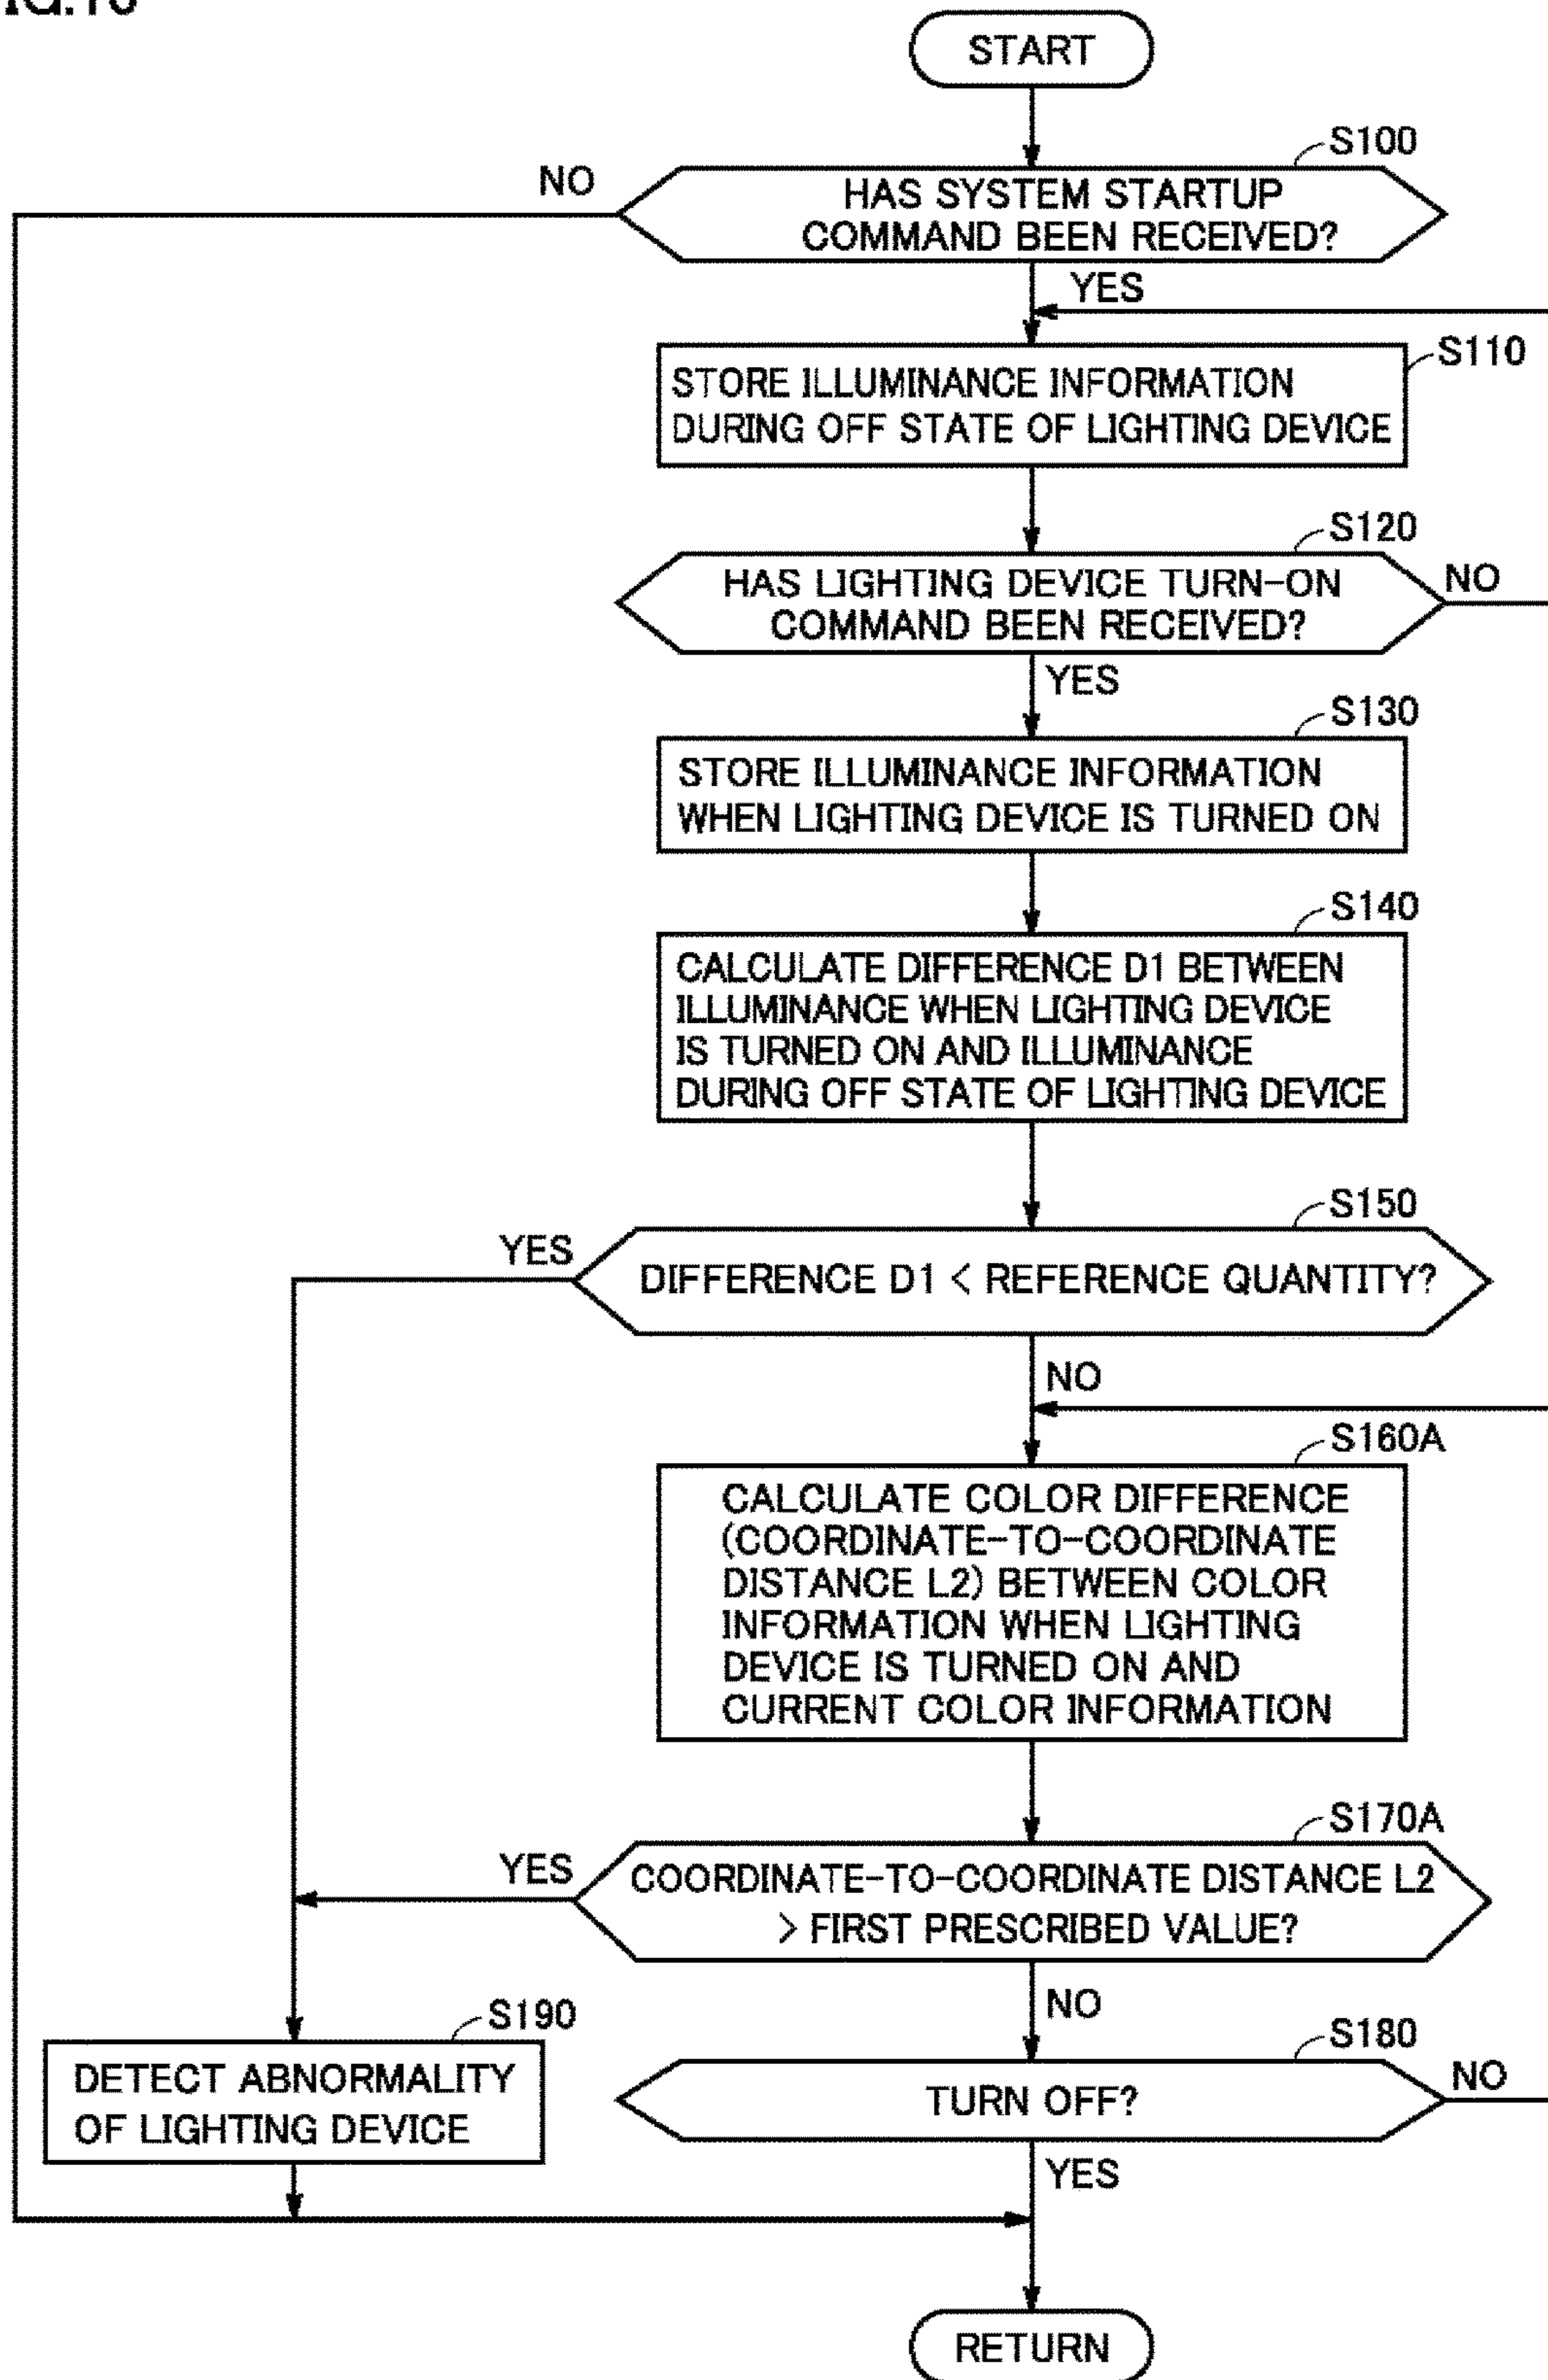 START
S100
NO
HAS SYSTEM STARTUP
COMMAND BEEN RECEIVED?
YES
S110
STORE ILLUMINANCE INFORMATION
DURING OFF STATE OF LIGHTING DEVICE
S120
HAS LIGHTING DEVICE TURN-ON
COMMAND BEEN RECEIVED?
NO
YES
S130
STORE ILLUMINANCE INFORMATION
WHEN LIGHTING DEVICE IS TURNED ON
S140
CALCULATE DIFFERENCE D1 BETWEEN
ILLUMINANCE WHEN LIGHTING DEVICE
IS TURNED ON AND ILLUMINANCE
DURING OFF STATE OF LIGHTING DEVICE
S150
YES
DIFFERENCE D1 < REFERENCE QUANTITY?
NO
S160A
CALCULATE COLOR DIFFERENCE
(COORDINATE-TO-COORDINATE
DISTANCE L2) BETWEEN COLOR
INFORMATION WHEN LIGHTING
DEVICE IS TURNED ON AND
CURRENT COLOR INFORMATION
S170A
YES
COORDINATE-TO-COORDINATE DISTANCE L2
> FIRST PRESCRIBED VALUE?
NO
S190
DETECT ABNORMALITY
OF LIGHTING DEVICE
S180
TURN OFF?
NO
YES
RETURN